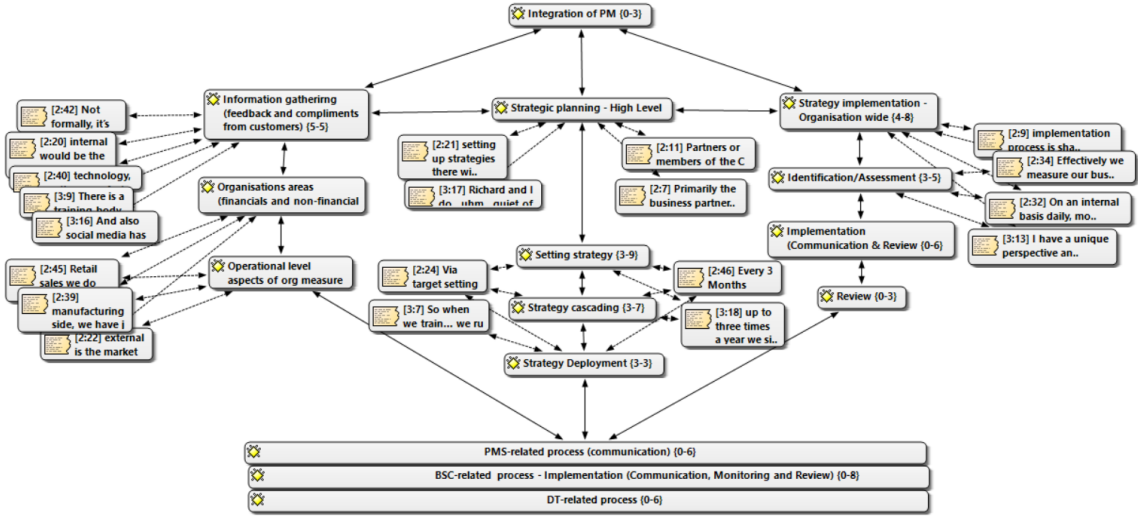 Integration of PM {0-3}
Information gatherirng
(feedback and compliments
from customers) {5-5}
Strategic planning - High Level
Strategy implementation -
Organisation wide {4-8}
[2:42] Not
formally, it's
[2:20] internal
would be the
[2:40] technology,
[3:9] There is a
training body
[3:16] And also
social media has
[2:21] setting
up strategies
there wi..
[3:17] Richard and I
do uhm quiet of
[2:11] Partners or
members of the C
[2:7] Primarily the
business partner..
[2:9] implementation
process is sha..
[2:34] Effectively we
measure our bus..
[2:32] On an internal
basis daily, mo..
[3:13] I have a unique
perspective an..
Organisations areas
(financials and non-financial
Identification/Assessment {3-5}
Implementation
(Communication & Review {0-6}
Review {0-3}
[2:45] Retail
sales we do
[2:39]
manufacturing
side, we have j
[2:22] external
is the market
Operational level
aspects of org measure
Setting strategy {3-9}
[2:24] Via
target setting
[2:46] Every 3
Months
Strategy cascading {3-7}
[3:7] So when
we train... we ru
[3:18] up to
three times
a year we si..
Strategy Deployment {3-3}
PMS-related process (communication) {0-6}
BSC-related process - Implementation (Communication, Monitoring and Review) {0-8}
DT-related process {0-6}